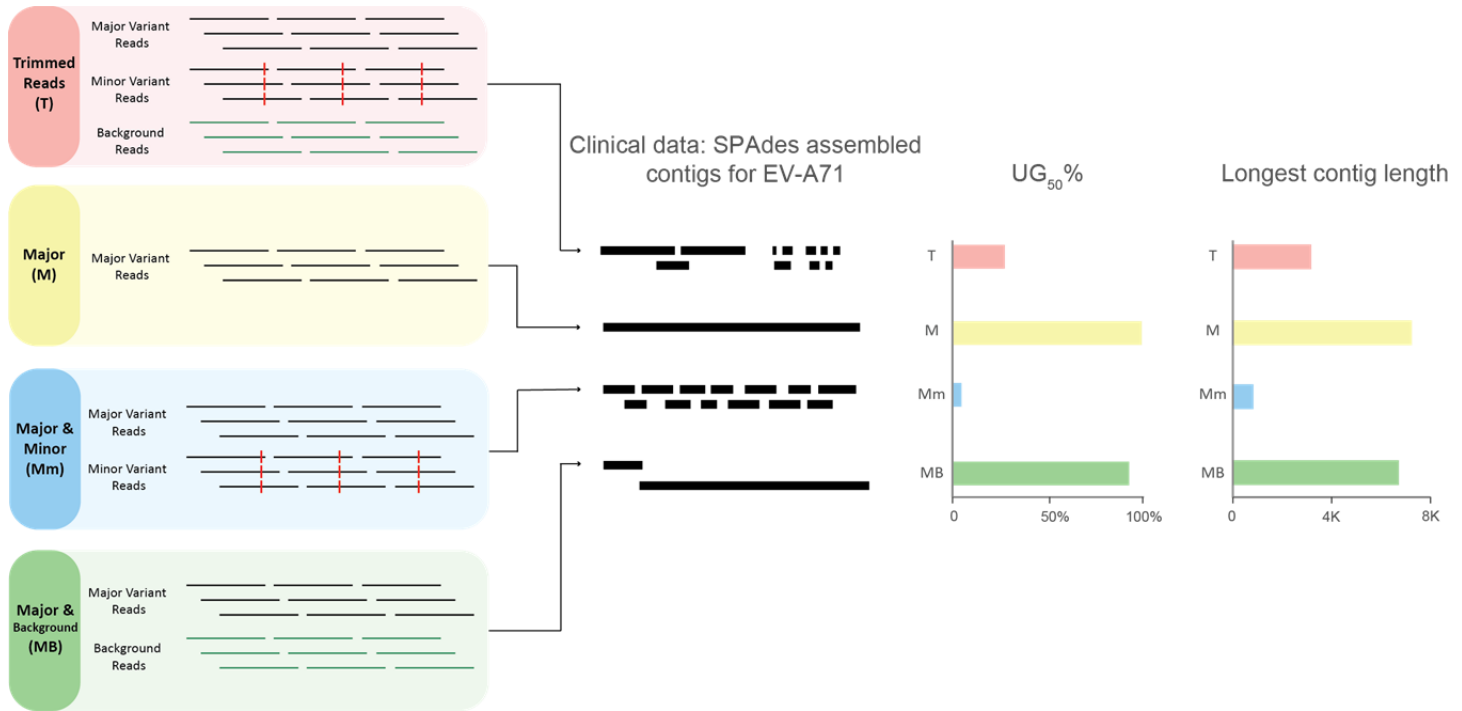 Trimmed
Reads
(T)
Major Variant
Reads
Minor Variant
Reads
Background
Reads
Major
(M)
Major Variant
Reads
Major &
Minor
(Mm)
Major Variant
Reads
Minor Variant
Reads
Major &
Background
(MB)
Major Variant
Reads
Background
Reads
Clinical data: SPAdes assembled
contigs for EV-A71
UG50%
T
M
Mm
MB
0 50% 100%
Longest contig length
T
M
Mm
MB
0 4K 8K